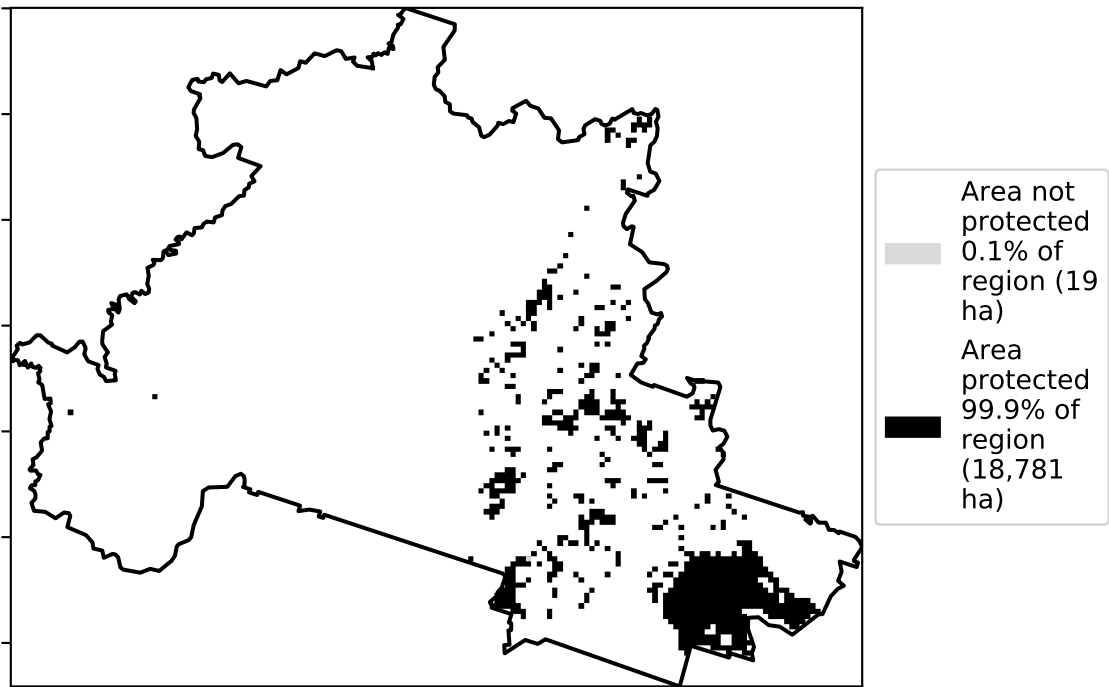 Area not
protected
0.1% of
region (19
ha)
Area
protected
99.9% of
region
(18,781
ha)